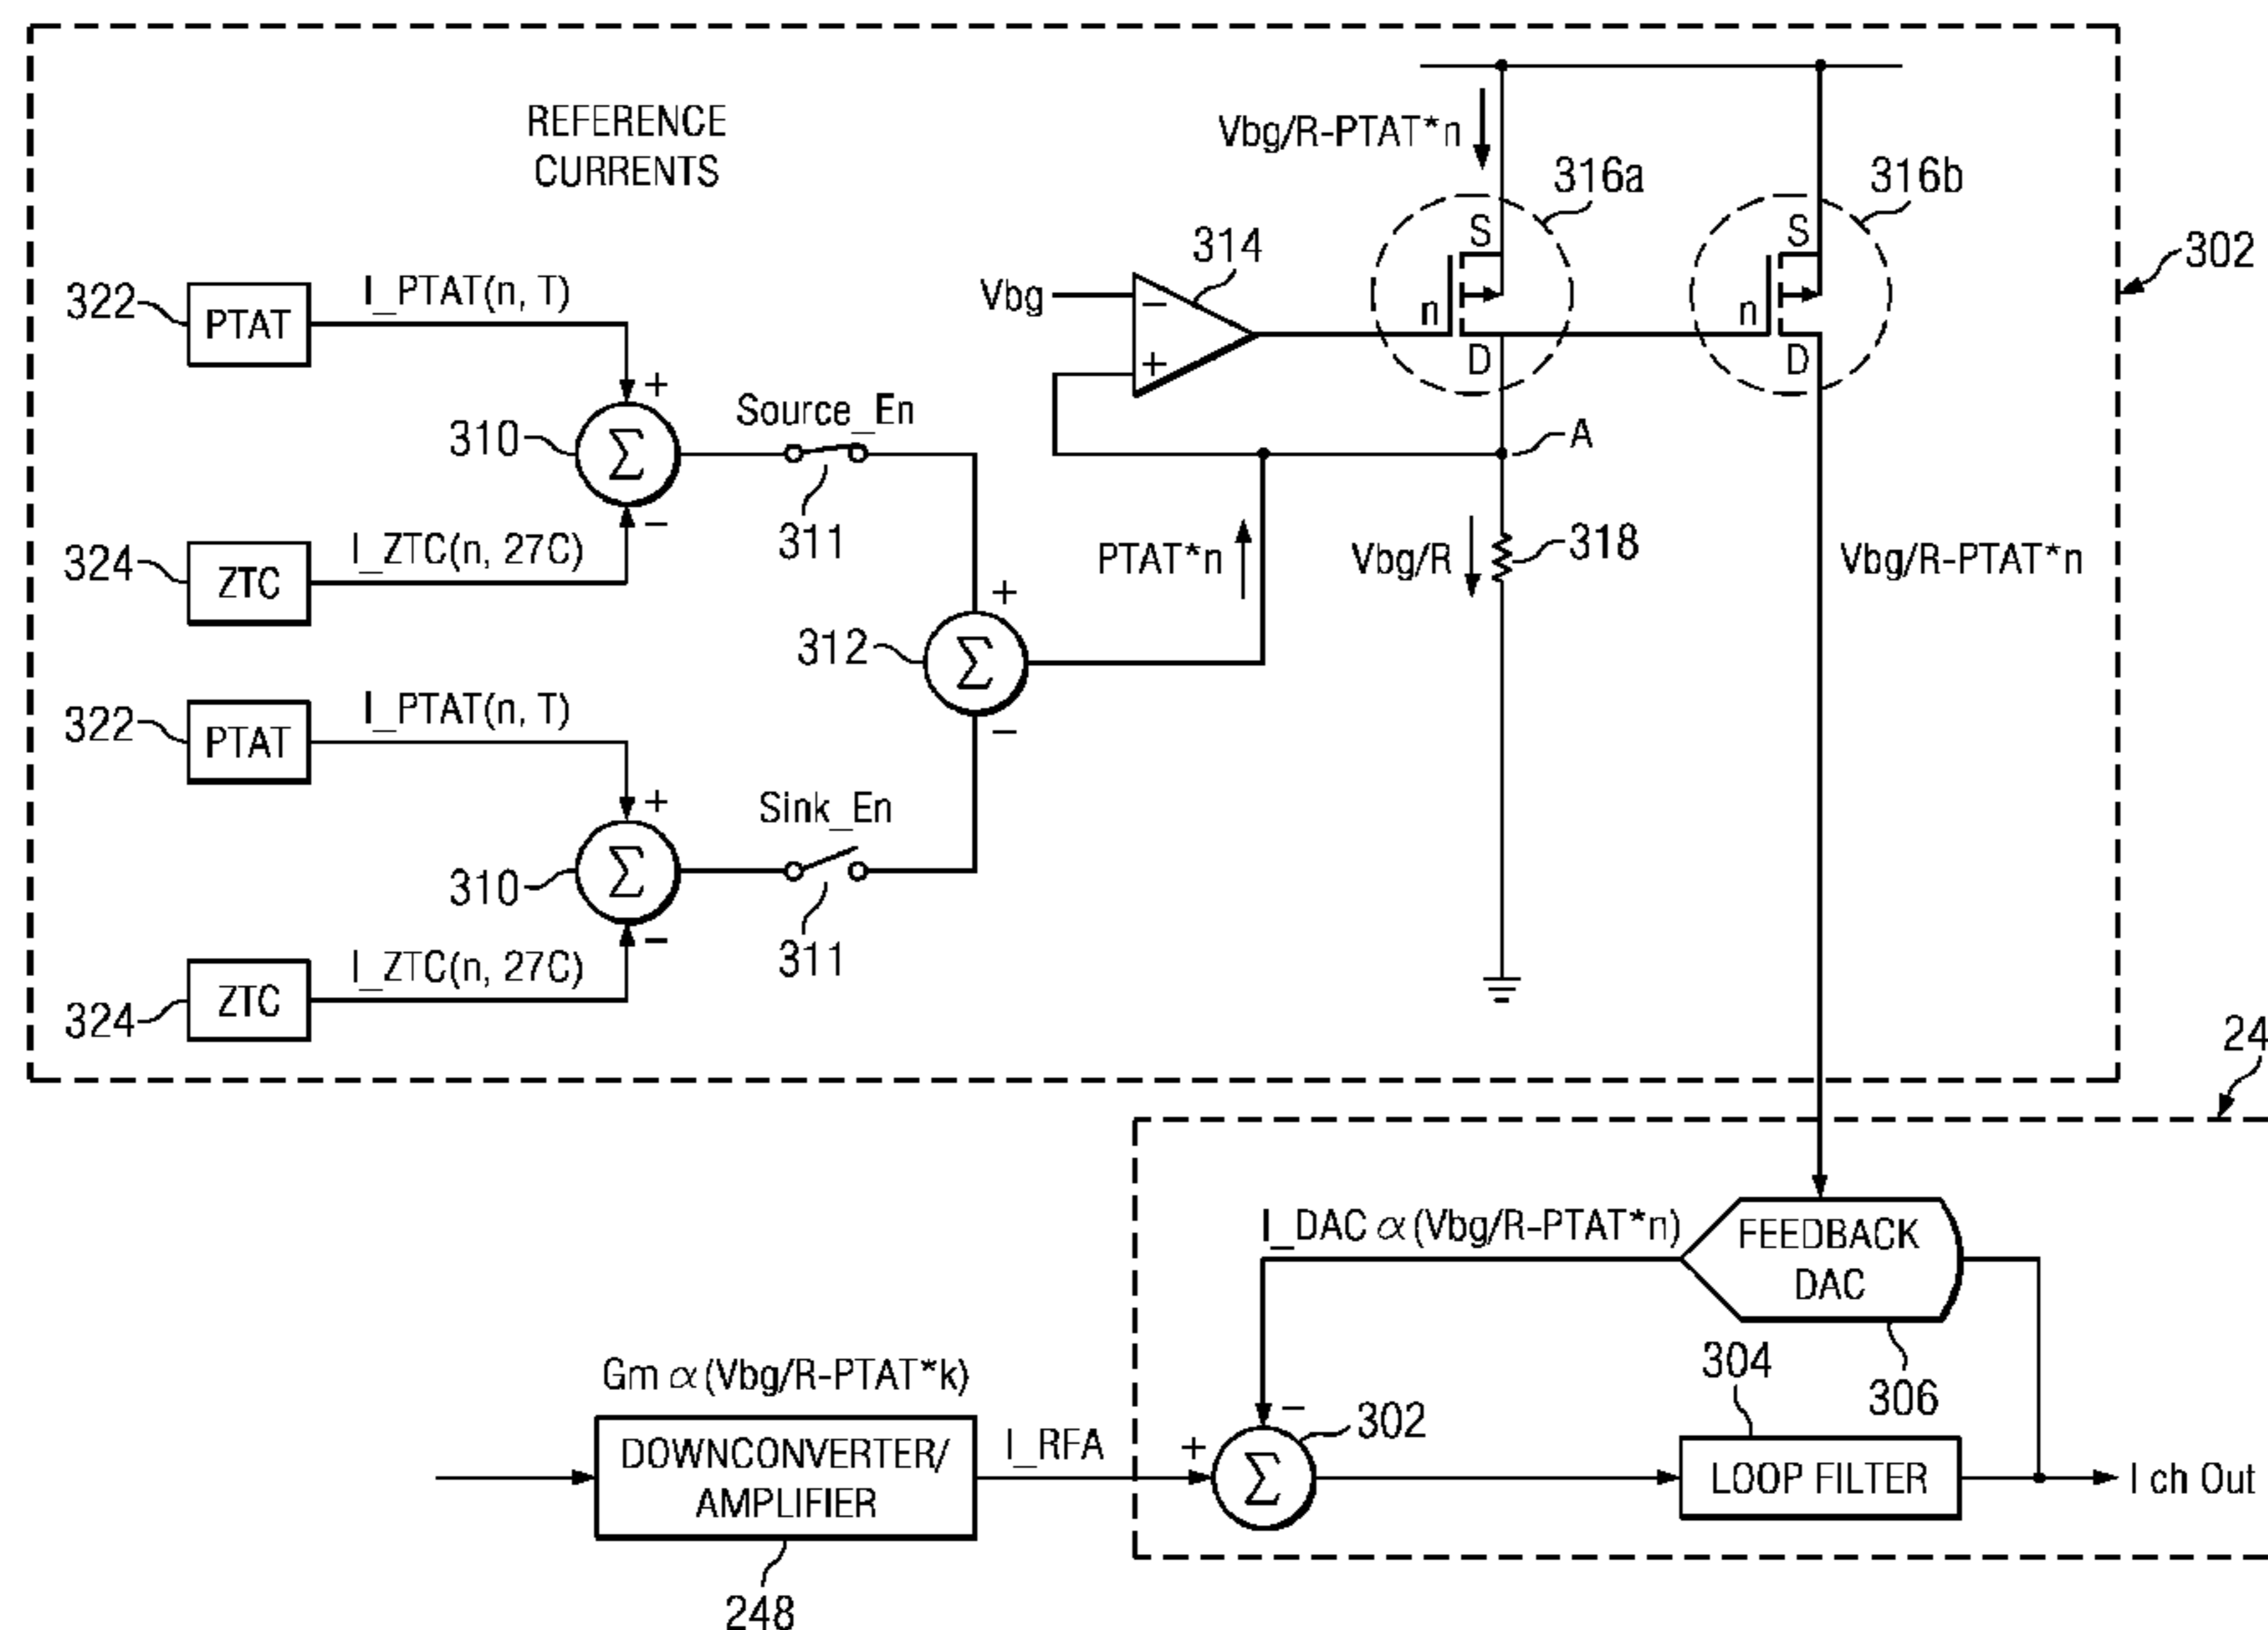 REFERENCE
CURRENTS
Vbg/R-PTAT*n
316a
316b
302
S
S
314
Vbg
−
+
n
n
D
D
322
PTAT
I_PTAT(n, T)
+
310
Σ
Source_En
311
−
324
ZTC
I_ZTC(n, 27C)
A
PTAT*n
Vbg/R
318
Vbg/R-PTAT*n
+
312
Σ
−
322
PTAT
I_PTAT(n, T)
+
310
Σ
Sink_En
311
−
324
ZTC
I_ZTC(n, 27C)
24
I_DAC α (Vbg/R-PTAT*n)
FEEDBACK
DAC
306
Gm α (Vbg/R-PTAT*k)
DOWNCONVERTER/
AMPLIFIER
248
I_RFA
+
−
302
Σ
304
LOOP FILTER
I ch Out